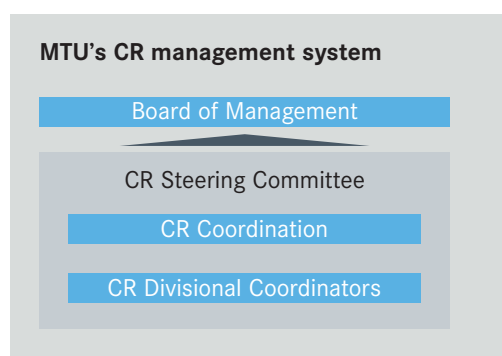 MTU's CR management system
Board of Management
CR Steering Committee
CR Coordination
CR Divisional Coordinators